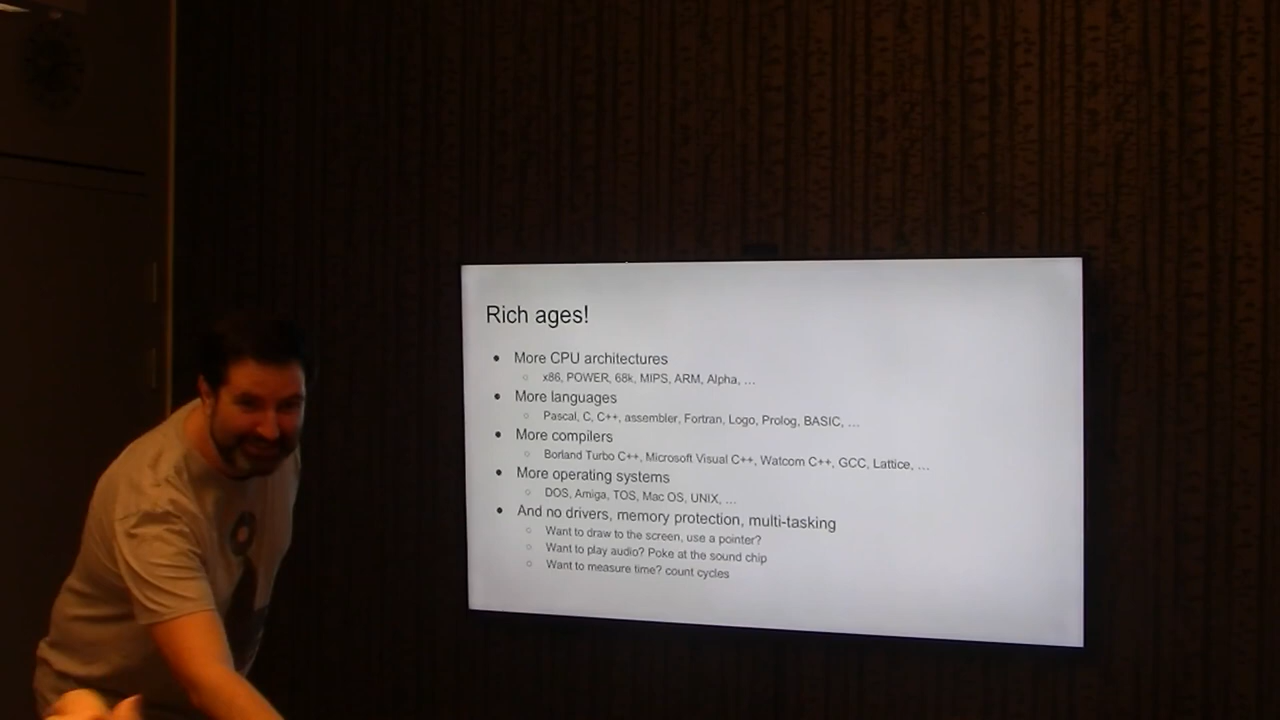 Rich ages!
● More CPU architectures
○ x86, POWER, 68k, MIPS, ARM, Alpha, …
● More languages
○ Pascal, C, C++, assembler, Fortran, Logo, Prolog, BASIC, …
● More compilers
○ Borland Turbo C++, Microsoft Visual C++, Watcom C++, GCC, Lattice, …
● More operating systems
○ DOS, Amiga, TOS, Mac OS, UNIX, …
● And no drivers, memory protection, multi-tasking
○ Want to draw to the screen, use a pointer?
○ Want to play audio? Poke at the sound chip
○ Want to measure time? count cycles